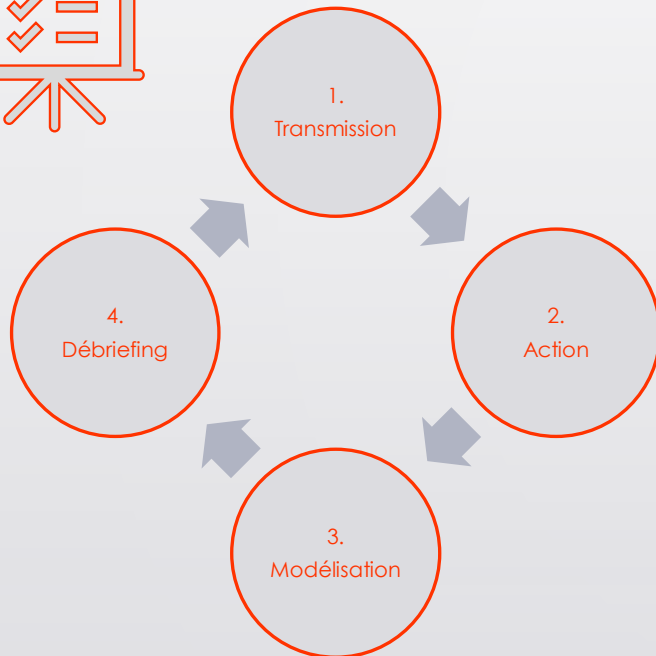 1.
Transmission
2.
Action
3.
Modélisation
4.
Débriefing